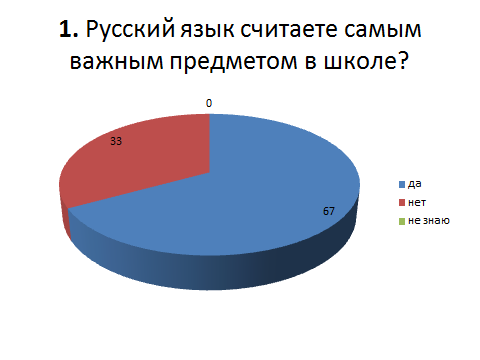 1. Русский язык считаете самым
важным предметом в школе?
0
33
67
да
нет
не знаю